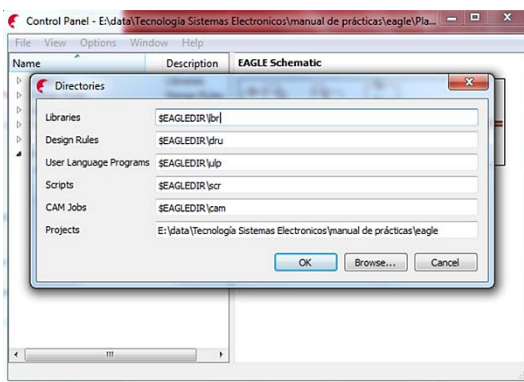 Control Panel - E:\data\Tecnología Sistemas Electronicos\manual de prácticas\eagle\Pla...
File View Options Window Help
Name Description EAGLE Schematic
Directories
Libraries $EAGLEDIR\lbr
Design Rules $EAGLEDIR\dru
User Language Programs $EAGLEDIR\ulp
Scripts $EAGLEDIR\scr
CAM Jobs $EAGLEDIR\cam
Projects E:\data\Tecnología Sistemas Electronicos\manual de prácticas\eagle
OK Browse... Cancel